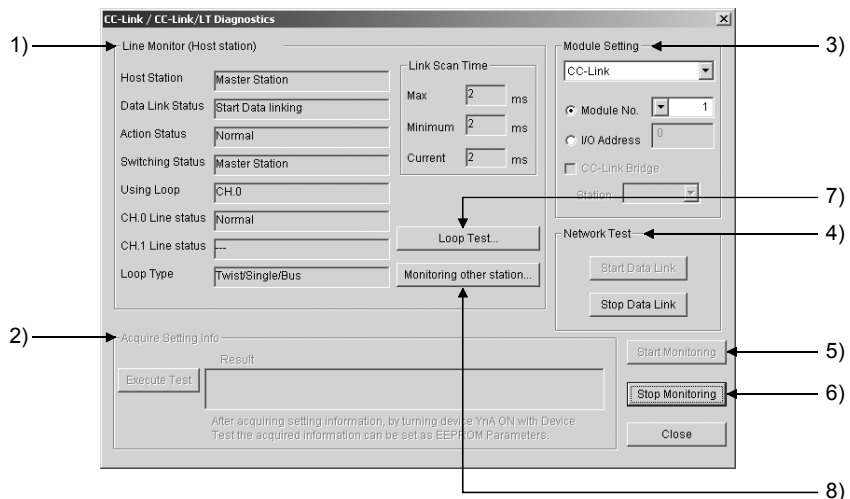 CC-Link / CC-Link/LT Diagnostics
1)
Line Monitor (Host station)
Host Station
Master Station
Data Link Status
Start Data linking
Action Status
Normal
Switching Status
Master Station
Using Loop
CH.0
CH.0 Line status
Normal
CH.1 Line status
---
Loop Type
Twist/Single/Bus
Link Scan Time
Max
2
ms
Minimum
2
ms
Current
2
ms
Loop Test...
Monitoring other station...
3)
Module Setting
CC-Link
Module No.
1
I/O Address
0
CC-Link Bridge
Station
7)
4)
Network Test
Start Data Link
Stop Data Link
2)
Acquire Setting Info
Result
Execute Test
After acquiring setting information, by turning device YnA ON with Device
Test the acquired information can be set as EEPROM Parameters.
Start Monitoring
5)
Stop Monitoring
6)
Close
8)